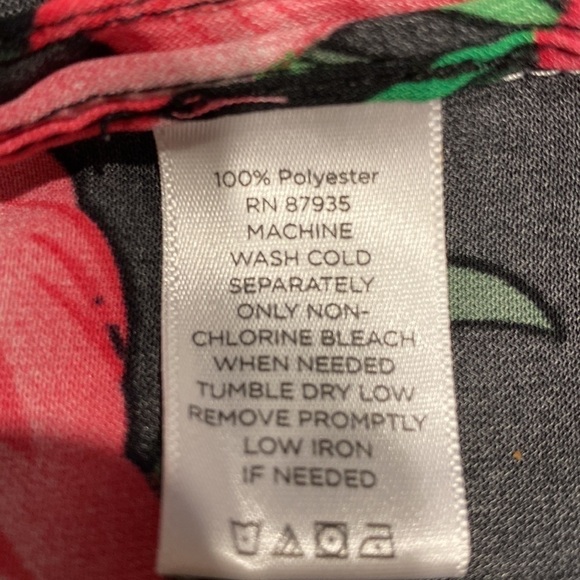 100% Polyester
RN 87935
MACHINE
WASH COLD
SEPARATELY
ONLY NON-
CHLORINE BLEACH
WHEN NEEDED
TUMBLE DRY LOW
REMOVE PROMPTLY
LOW IRON
IF NEEDED